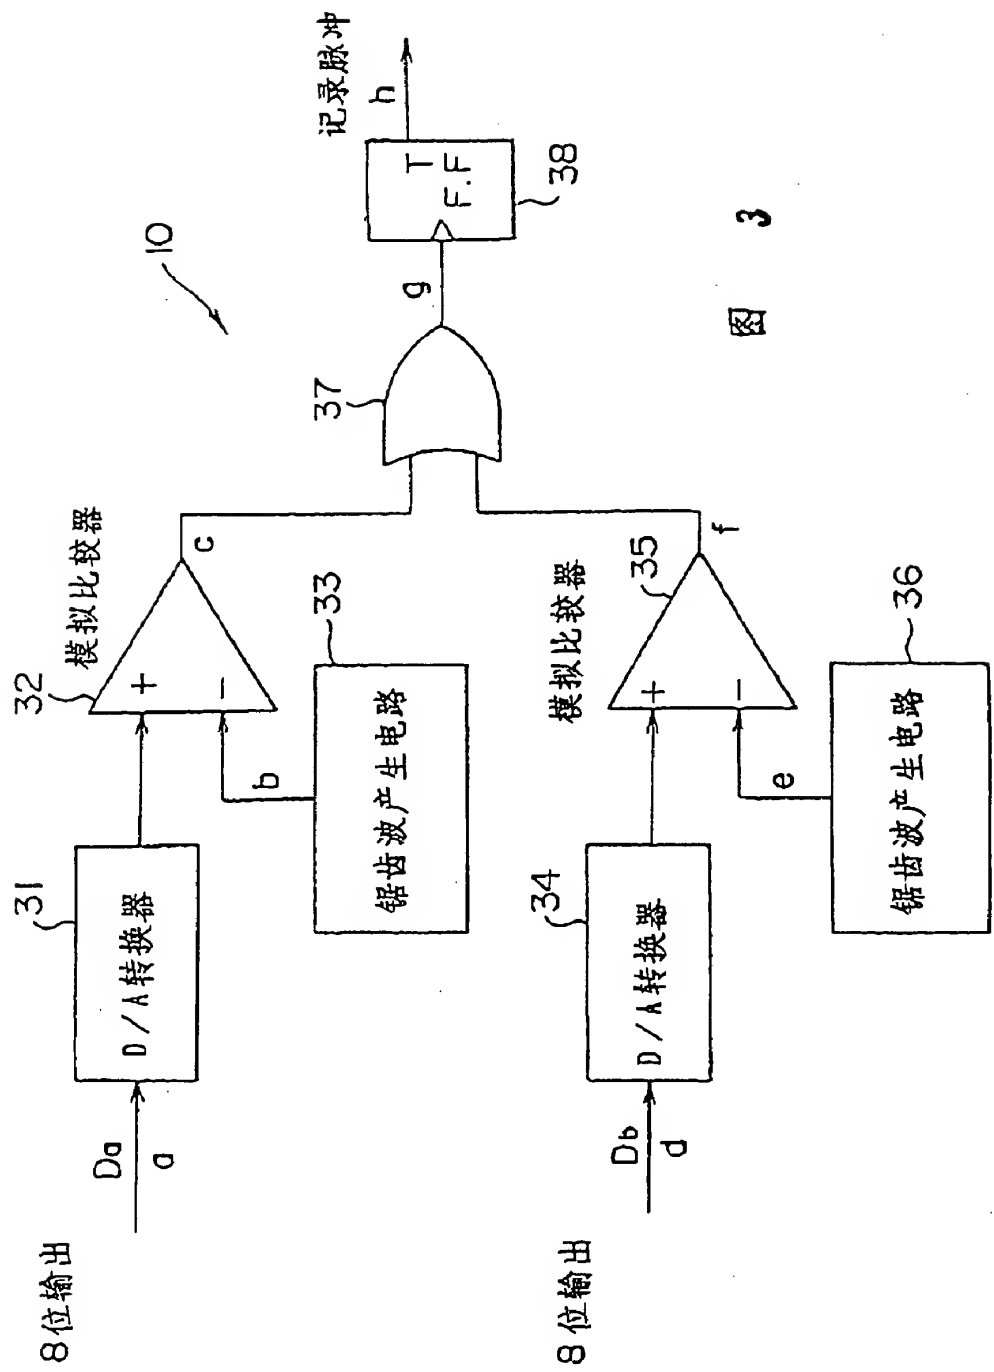 8位输出
Da
a
31
D/A转换器
32
模拟比较器
+
-
b
33
锯齿波产生电路
c
8位输出
Db
d
34
D/A转换器
模拟比较器
35
+
-
e
36
锯齿波产生电路
f
37
g
10
T
F.F
38
h
记录脉冲
图 3